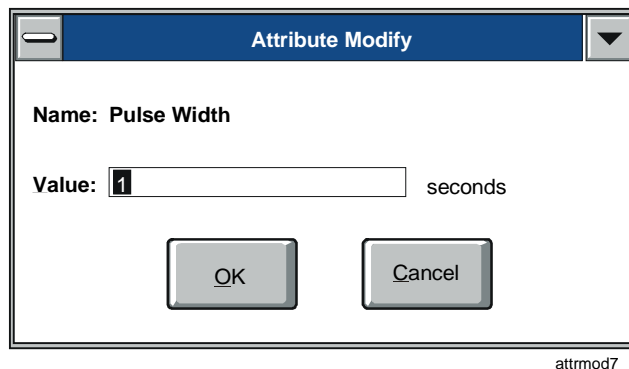 Attribute Modify
Name: Pulse Width
Value: 1 seconds
OK Cancel
attrmod7